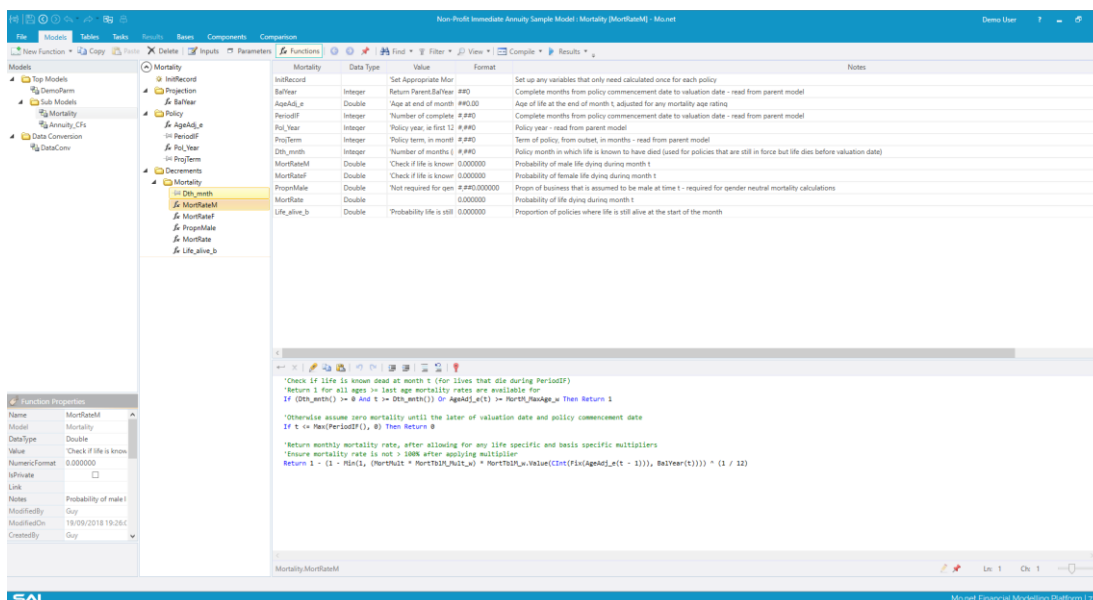 Non-Profit Immediate Annuity Sample Model : Mortality [MortRateM] - Mo.net
Demo User ?
File Models Tables Tasks Results Bases Components Comparison
New Function Copy Paste Delete Inputs Parameters fx Functions Find Filter View Compile Results
Models
Top Models
DemoParm
Sub Models
Mortality
Annuity_CFs
Data Conversion
DataConv
Mortality
InitRecord
Projection
fx BalYear
Policy
fx AgeAdj_e
PeriodIF
fx Pol_Year
ProjTerm
Decrements
Mortality
Dth_mnth
fx MortRateM
fx MortRateF
fx PropnMale
fx MortRate
fx Life_alive_b
Mortality Data Type Value Format Notes
InitRecord 'Set Appropriate Mor Set up any variables that only need calculated once for each policy
BalYear Integer Return Parent.BalYear ##0 Complete months from policy commencement date to valuation date - read from parent model
AgeAdj_e Double 'Age at end of month ##0.00 Age of life at the end of month t, adjusted for any mortality age rating
PeriodIF Integer 'Number of complete #,##0 Complete months from policy commencement date to valuation date - read from parent model
Pol_Year Integer 'Policy year, ie first 12 #,##0 Policy year - read from parent model
ProjTerm Integer 'Policy term, in month #,##0 Term of policy, from outset, in months - read from parent model
Dth_mnth Integer 'Number of months ( #,##0 Policy month in which life is known to have died (used for policies that are still in force but life dies before valuation date)
MortRateM Double 'Check if life is known 0.000000 Probability of male life dying during month t
MortRateF Double 'Check if life is known 0.000000 Probability of female life dying during month t
PropnMale Double 'Not required for gen #,##0.000000 Propn of business that is assumed to be male at time t - required for gender neutral mortality calculations
MortRate Double 0.000000 Probability of life dying during month t
Life_alive_b Double 'Probability life is still 0.000000 Proportion of policies where life is still alive at the start of the month
'Check if life is known dead at month t (for lives that die during PeriodIF)
'Return 1 for all ages >= last age mortality rates are available for
If (Dth_mnth() >= 0 And t >= Dth_mnth()) Or AgeAdj_e(t) >= MortM_MaxAge_w Then Return 1
'Otherwise assume zero mortality until the later of valuation date and policy commencement date
If t <= Max(PeriodIF(), 0) Then Return 0
'Return monthly mortality rate, after allowing for any life specific and basis specific multipliers
'Ensure mortality rate is not > 100% after applying multiplier
Return 1 - (1 - Min(1, (MortMult * MortTblM_Mult_w) * MortTblM_w.Value(CInt(Fix(AgeAdj_e(t - 1))), BalYear(t)))) ^ (1 / 12)
Function Properties
Name MortRateM
Model Mortality
DataType Double
Value 'Check if life is know
NumericFormat 0.000000
IsPrivate
Link
Notes Probability of male l
ModifiedBy Guy
ModifiedOn 19/09/2018 19:26:0
CreatedBy Guy
Mortality.MortRateM
Ln: 1 Ch: 1
Mo.net Financial Modelling Platform